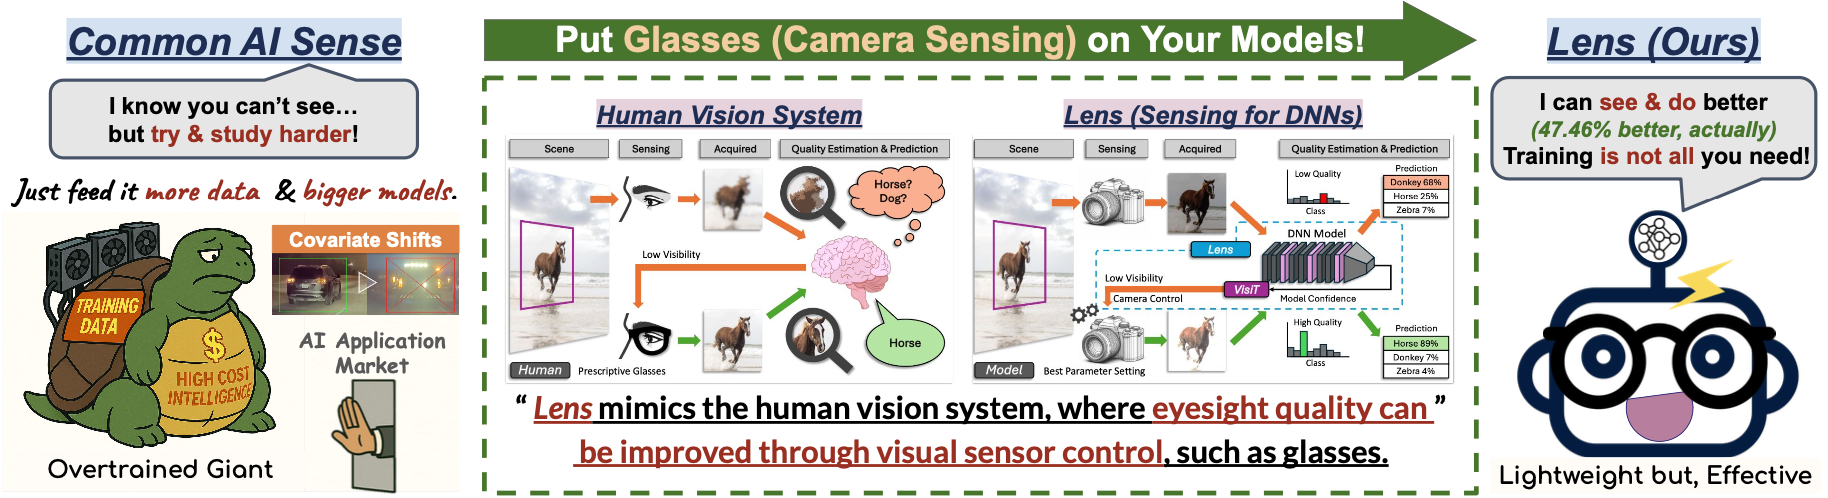 Common AI Sense
I know you can't see...
but try & study harder!
Just feed it more data & bigger models.
TRAINING
DATA
$
HIGH COST
INTELLIGENCE
Covariate Shifts
AI Application
Market
Overtrained Giant
Put Glasses (Camera Sensing) on Your Models!
Human Vision System
Scene
Sensing
Acquired
Quality Estimation & Prediction
Horse?
Dog?
Low Visibility
Horse
Human
Prescriptive Glasses
Lens (Sensing for DNNs)
Scene
Sensing
Acquired
Quality Estimation & Prediction
Low Quality
Class
Prediction
Donkey 68%
Horse 25%
Zebra 7%
DNN Model
Lens
Low Visibility
VisiT
Camera Control
Model Confidence
High Quality
Class
Prediction
Horse 89%
Donkey 7%
Zebra 4%
Model
Best Parameter Setting
“ Lens mimics the human vision system, where eyesight quality can ”
be improved through visual sensor control, such as glasses.
Lens (Ours)
I can see & do better
(47.46% better, actually)
Training is not all you need!
Lightweight but, Effective